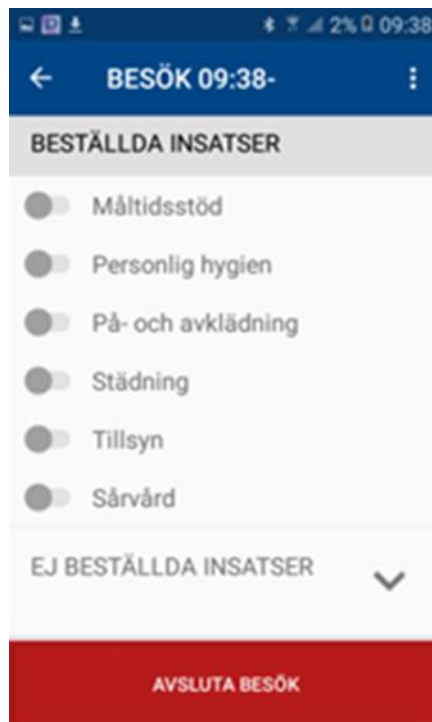 2% 09:38
BESÖK 09:38-
BESTÄLLDA INSATSER
Måltidsstöd
Personlig hygien
På- och avklädning
Städning
Tillsyn
Sårvård
EJ BESTÄLLDA INSATSER
AVSLUTA BESÖK